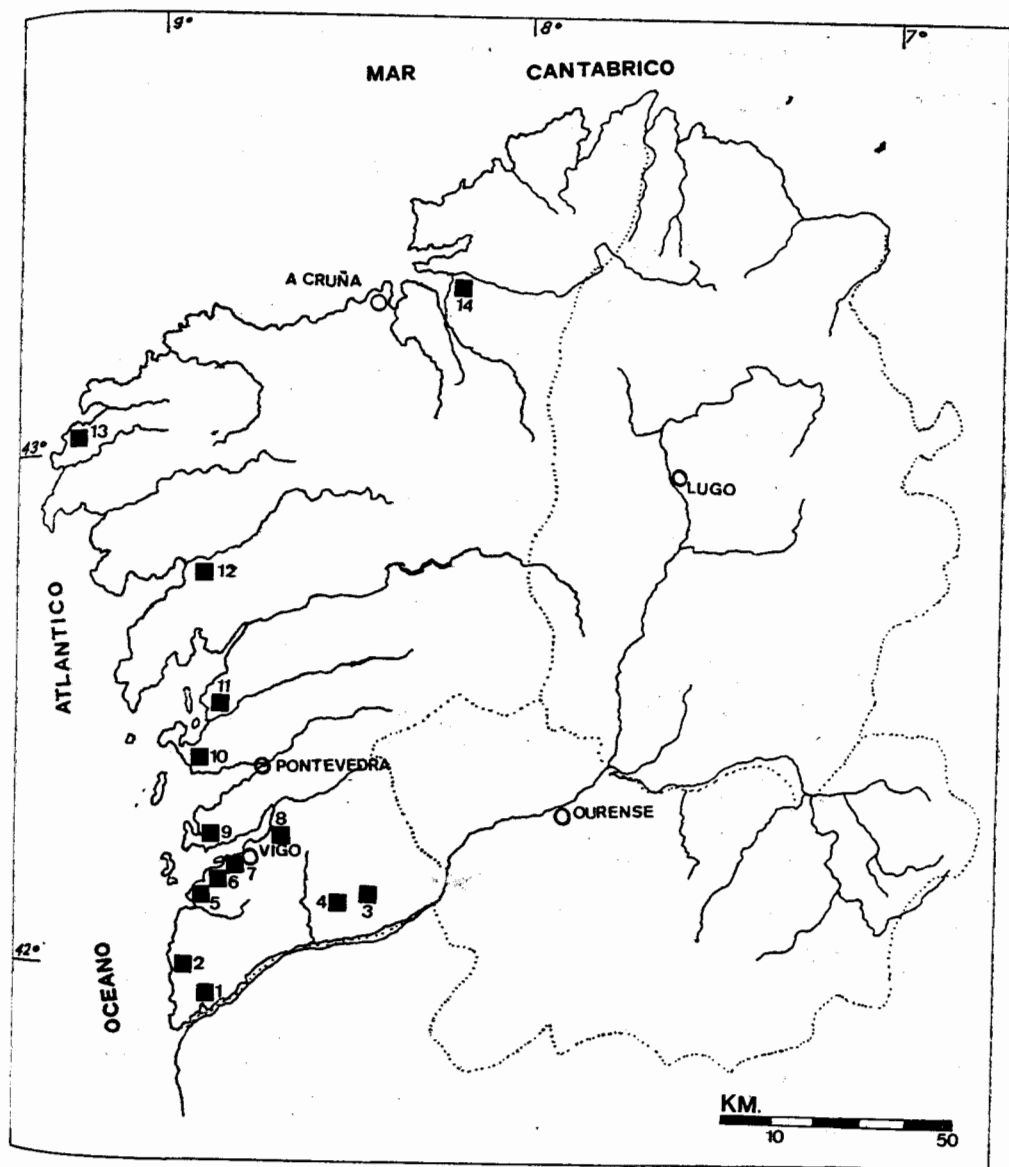 9° 8° 7°
MAR CANTABRICO
A CRUÑA
14
13
43°
LUGO
12
ATLANTICO
11
10
PONTEVEDRA
9
8
OURENSE
VIGO
7
6
5
4
3
42°
2
OCEANO
1
KM.
10 50